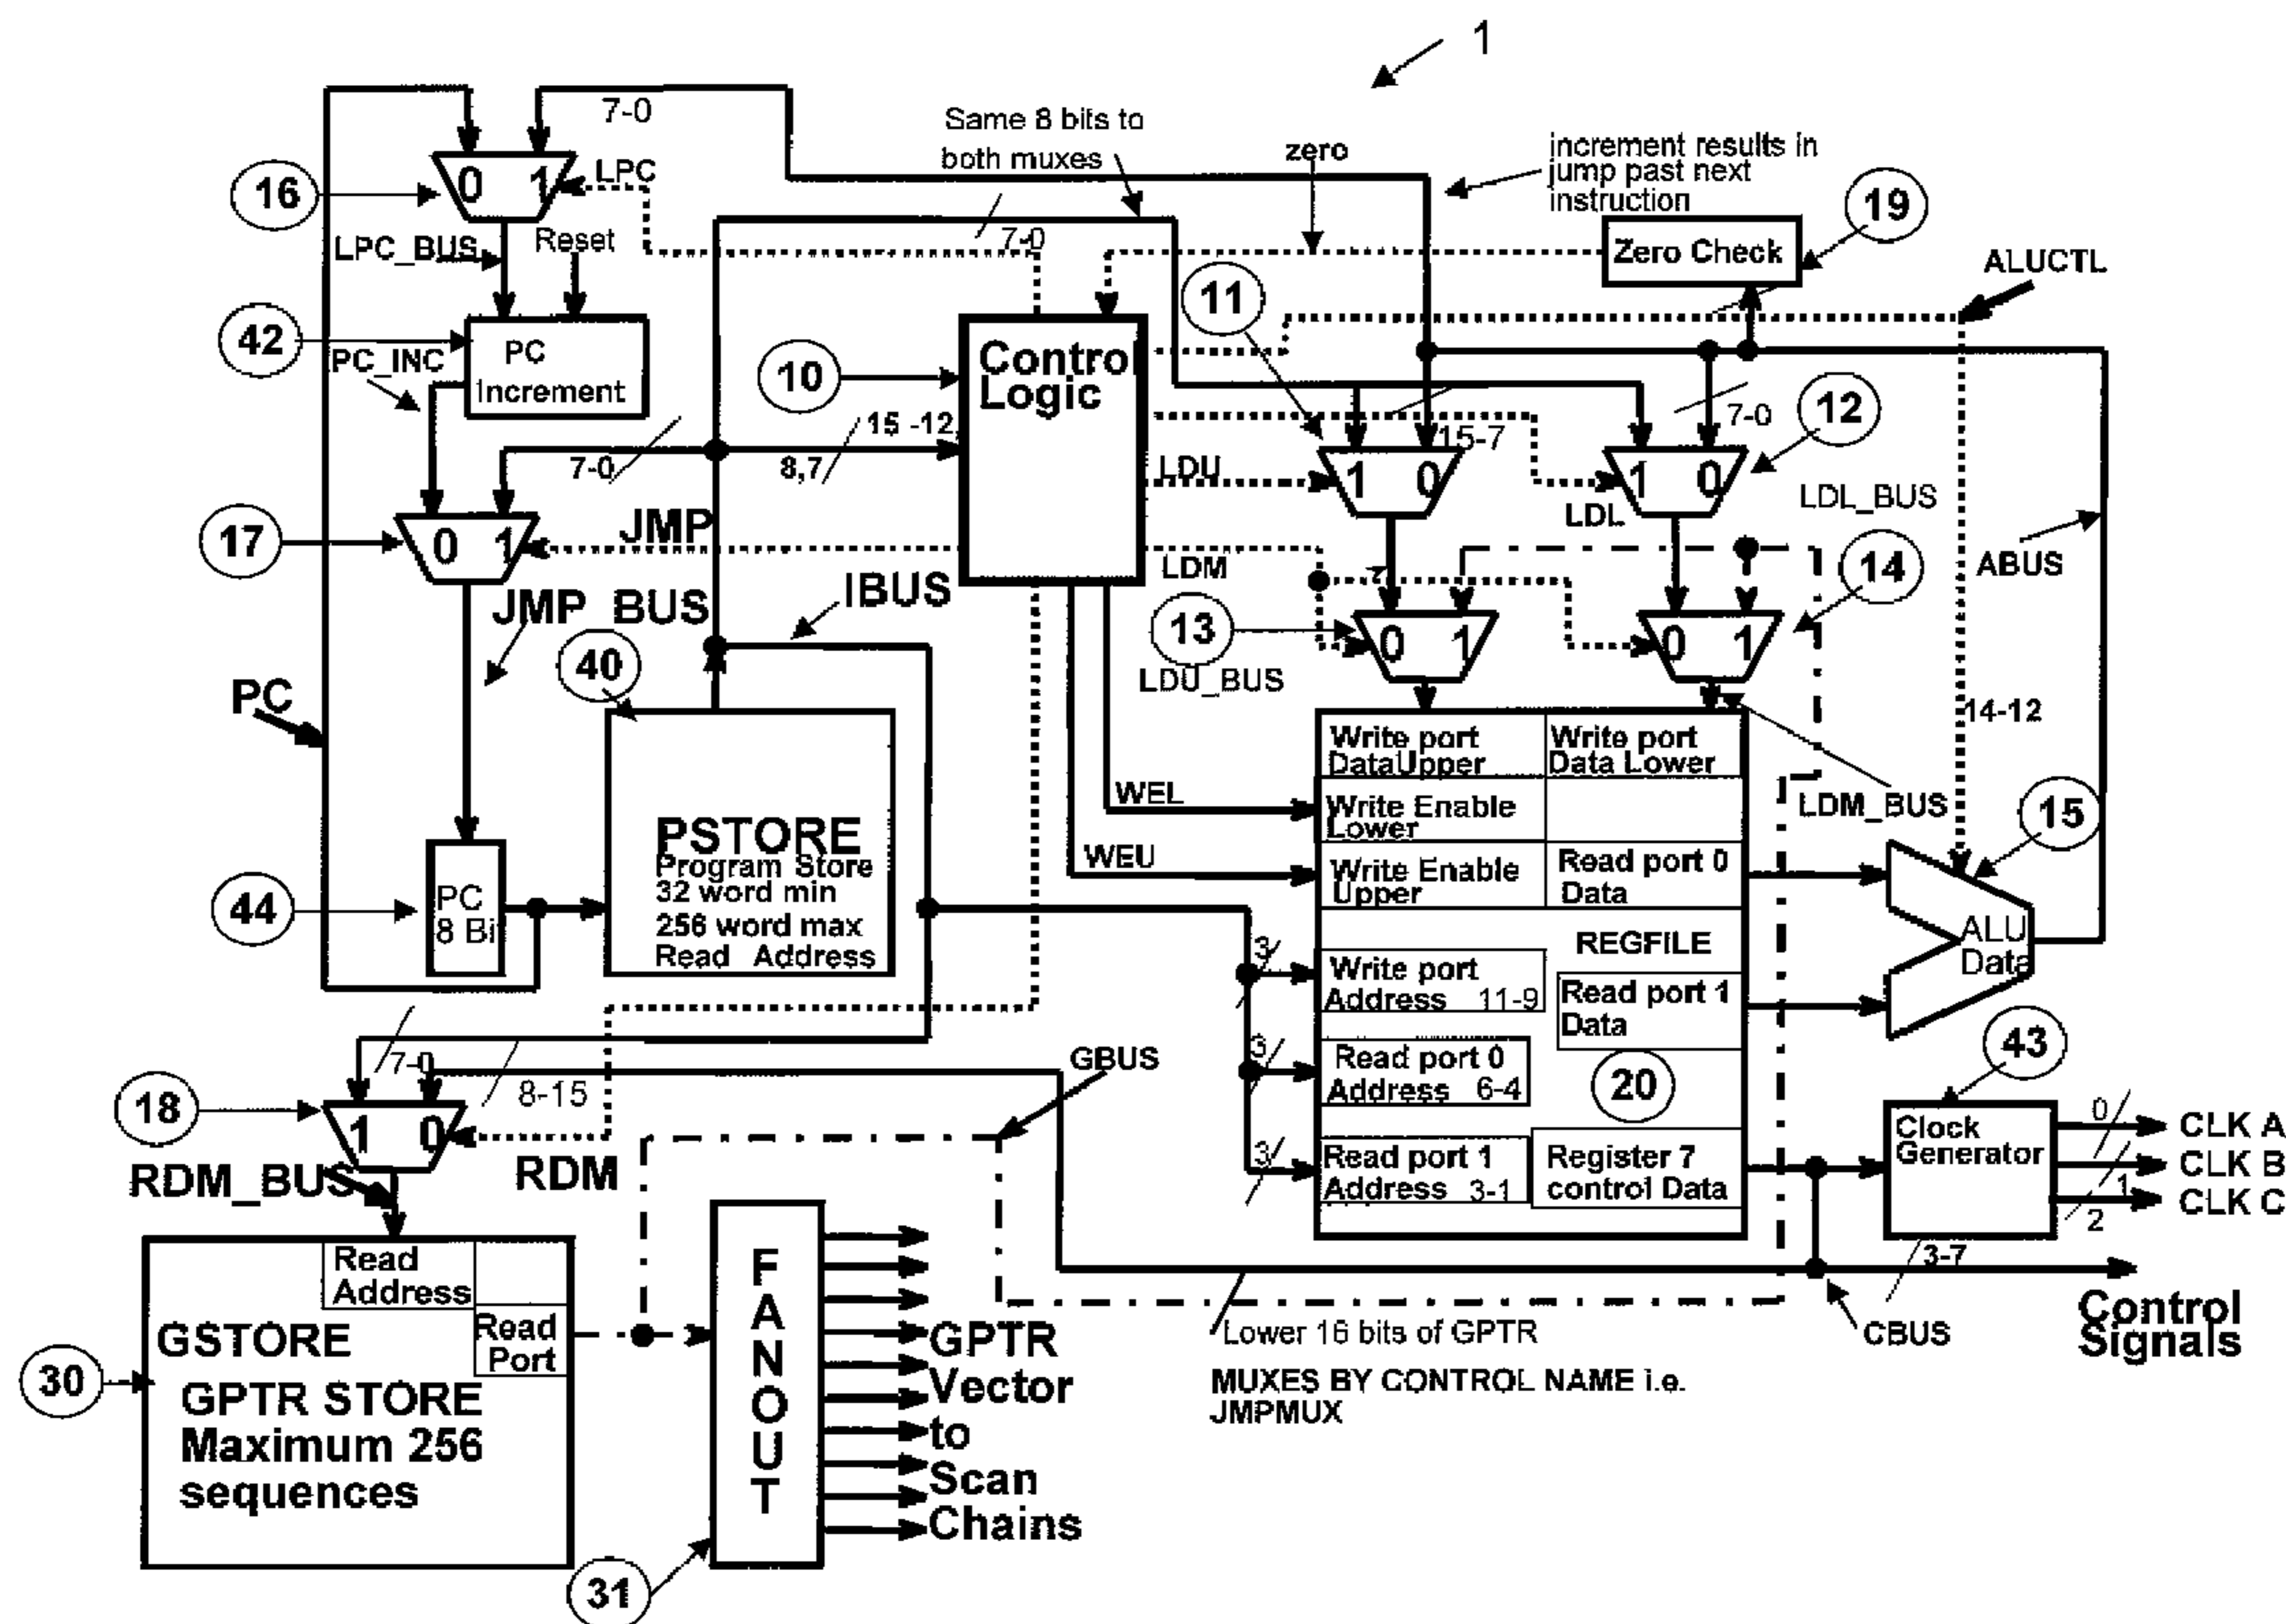 1
7-0
Same 8 bits to
both muxes
zero
increment results in
jump past next
instruction
19
0
1
LPC
16
LPC_BUS
Reset
7-0
Zero Check
ALUCTL
11
42
PC_INC
PC
Increment
10
Control
Logic
12
7-0
15-7
7-0
8,7
15 -12
LDU
1
0
1
0
LDL
LDL_BUS
17
0
1
JMP
LDM
14
ABUS
JMP_BUS
IBUS
13
0
1
0
1
LDU_BUS
40
PC
14-12
Write port
DataUpper
Write port
Data Lower
LDM_BUS
15
WEL
Write Enable
Lower
PSTORE
Program Store
32 word min
256 word max
Read Address
WEU
Write Enable
Upper
Read port 0
Data
44
PC
8 Bi
REGFILE
ALU
Data
3
Write port
Address 11-9
Read port 1
Data
43
7-0
8-15
GBUS
3
Read port 0
Address 6-4
20
18
1
0
RDM
RDM_BUS
3
Read port 1
Address 3-1
Register 7
control Data
Clock
Generator
0
CLK A
CLK B
1
CLK C
2
3-7
Read
Address
Read
Port
GSTORE
30
GPTR STORE
Maximum 256
sequences
F
A
N
O
U
T
GPTR
Vector
to
Scan
Chains
31
Lower 16 bits of GPTR
CBUS
Control
Signals
MUXES BY CONTROL NAME i.e.
JMPMUX